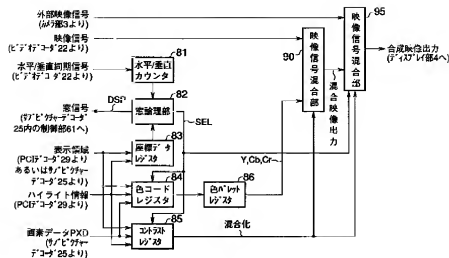 外部映像信号
(カメラ部3より)
映像信号
(ビデオデコーダ22より)
水平/垂直同期信号
(ビデオデコーダ22より)
窓信号
(サブピクチャーデコーダ
25内の制御部61へ)
表示領域
(PCIデコーダ29より)
あるいはサブピクチャー
デコーダ25より)
ハイライト情報
(PCIデコーダ29より)
画素データPXD
(サブピクチャー
デコーダ25より)
81
水平/垂直
カウンタ
DSP
82
窓論理部
SEL
83
座標データ
レジスタ
84
色コード
レジスタ
85
コントラスト
レジスタ
86
色パレット
レジスタ
Y,Cb,Cr
混合化
90
映像信号混合部
混合映像出力
95
映像信号混合部
合成映像出力
(ディスプレイ部4へ)